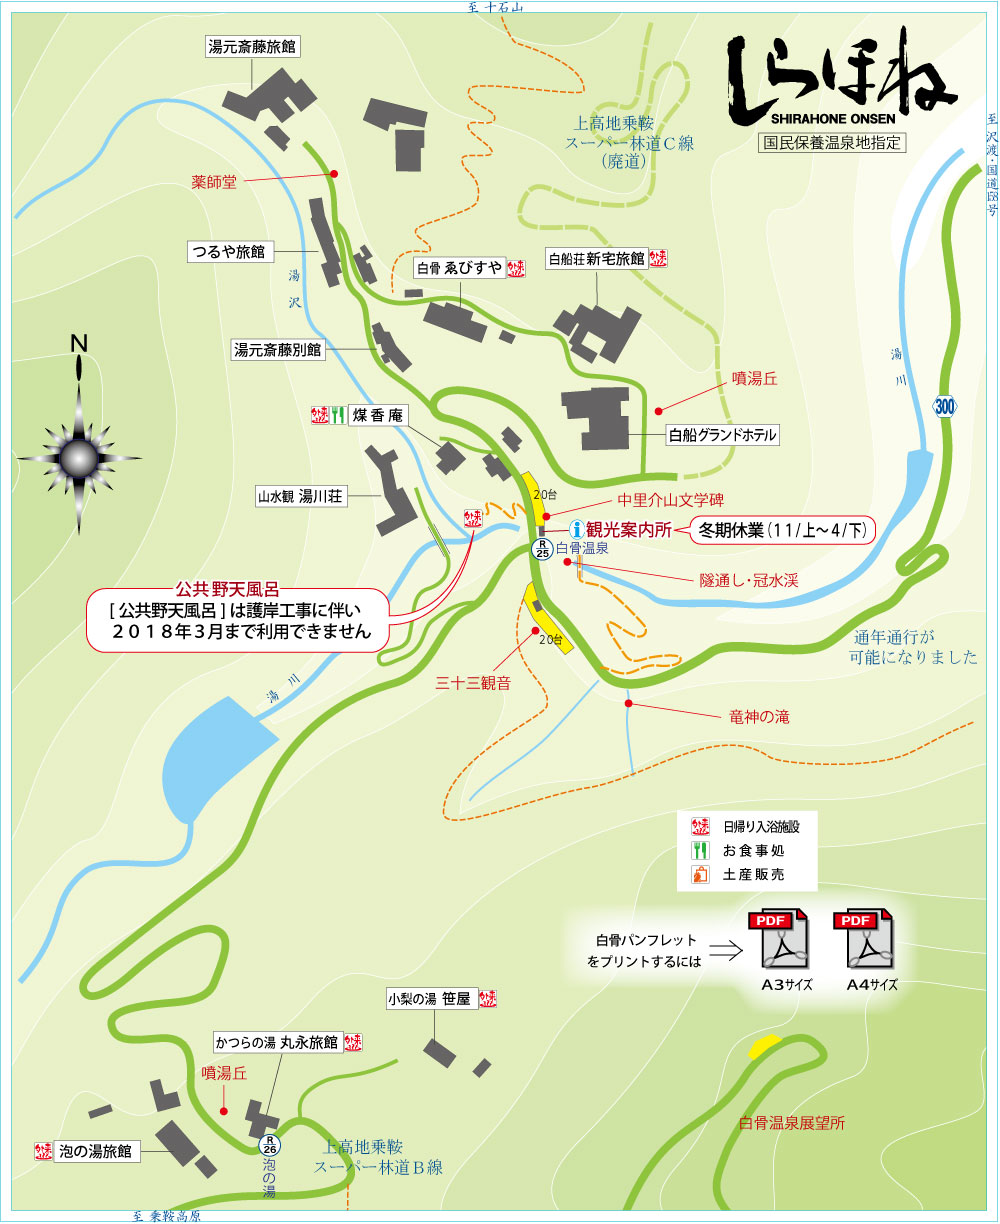 至 十石山
しらほね
SHIRAHONE ONSEN
国民保養温泉地指定
至 沢渡・国道158号
湯元斎藤旅館
上高地乗鞍
スーパー林道C線
(廃道)
薬師堂
つるや旅館
湯沢
白骨 ゑびすや
白船荘 新宅旅館
N
湯元斎藤別館
湯川
噴湯丘
300
煤香庵
白船グランドホテル
山水観 湯川荘
20台
中里介山文学碑
観光案内所
冬期休業(11/上〜4/下)
R
25
白骨温泉
隧通し・冠水渓
公共野天風呂
[公共野天風呂]は護岸工事に伴い
2018年3月まで利用できません
20台
通年通行が
可能になりました
三十三観音
湯川
竜神の滝
日帰り入浴施設
お食事処
土産販売
白骨パンフレット
をプリントするには
PDF
PDF
A3サイズ
A4サイズ
小梨の湯 笹屋
かつらの湯 丸永旅館
噴湯丘
白骨温泉展望所
泡の湯旅館
R
26
泡の湯
上高地乗鞍
スーパー林道B線
至 乗鞍高原